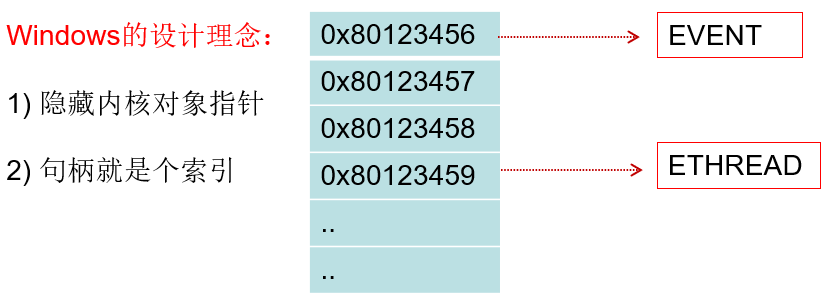 Windows的设计理念：
1) 隐藏内核对象指针
2) 句柄就是个索引
0x80123456
0x80123457
0x80123458
0x80123459
..
..
EVENT
ETHREAD